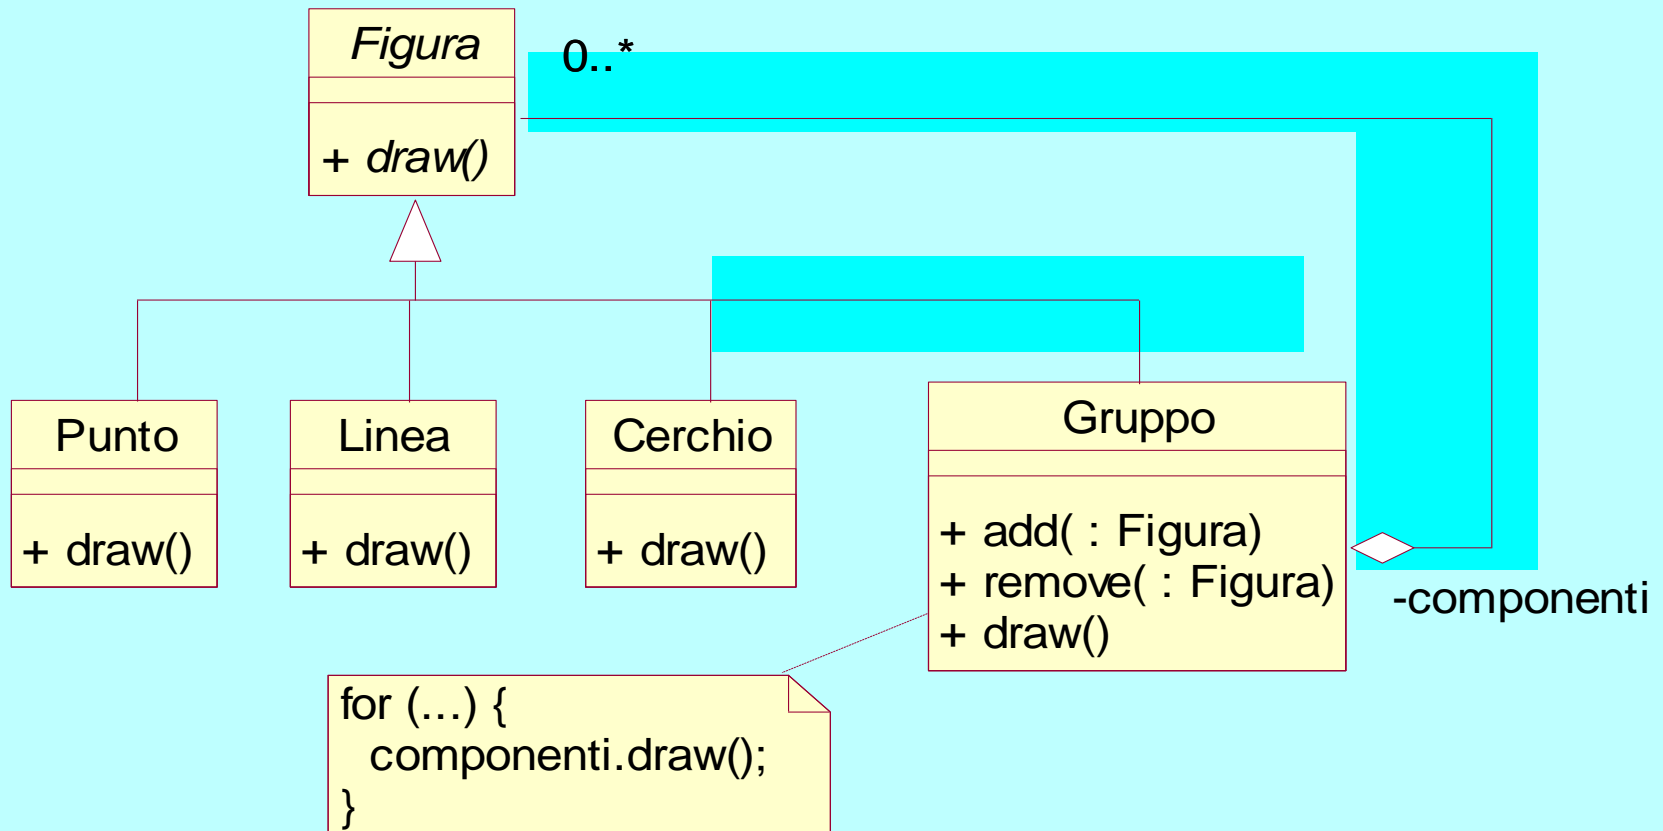 Figura
0..*
+ draw()
Punto
+ draw()
Linea
+ draw()
Cerchio
+ draw()
Gruppo
+ add( : Figura)
+ remove( : Figura)
+ draw()
-componenti
for (...) {
componenti.draw();
}